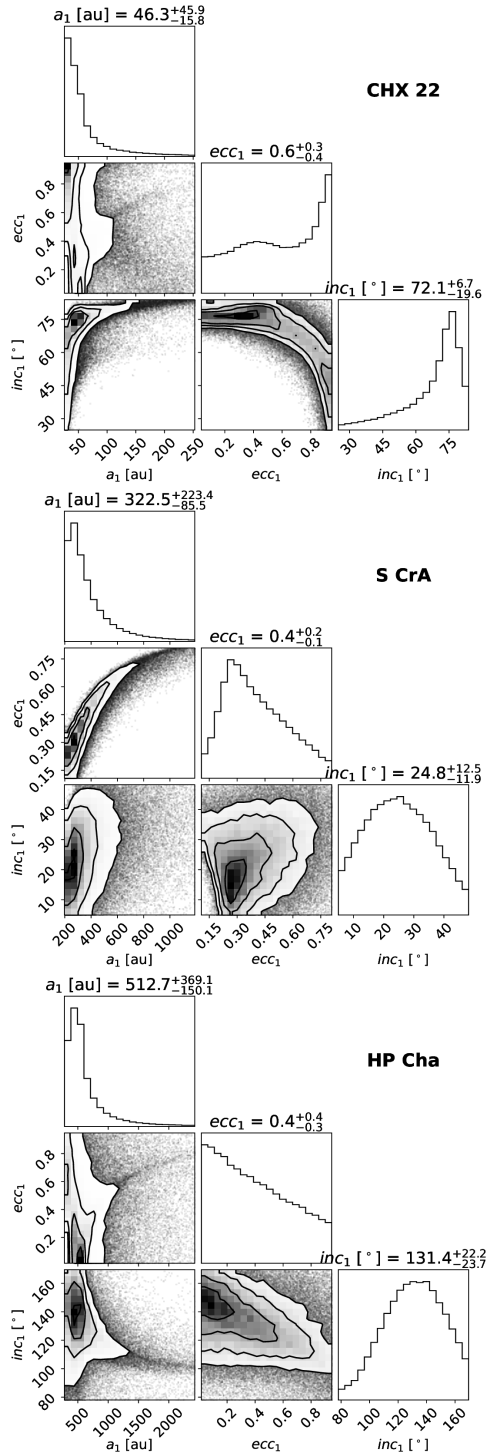 a₁ [au] = 46.3+45.9−15.8
CHX 22
ecc₁ = 0.6+0.3−0.4
ecc₁
0.8
0.6
0.4
0.2
inc₁ [°] = 72.1+6.7−19.6
inc₁ [°]
75
60
45
30
50 100 150 200 250
0.2 0.4 0.6 0.8
30 45 75
a₁ [au] ecc₁ inc₁ [°]
a₁ [au] = 322.5+223.4−85.5
S CrA
ecc₁ = 0.4+0.2−0.1
ecc₁
0.75
0.60
0.45
0.30
0.15
inc₁ [°] = 24.8+12.5−11.9
inc₁ [°]
40
30
20
10
200 400 800 1000
0.15 0.30 0.45 0.60 0.75
10 20 30 40
a₁ [au] ecc₁ inc₁ [°]
a₁ [au] = 512.7+369.1−150.1
HP Cha
ecc₁ = 0.4+0.4−0.3
ecc₁
0.8
0.6
0.4
0.2
inc₁ [°] = 131.4+22.2−23.7
inc₁ [°]
160
140
120
100
80
500 1000 1500 2000
0.2 0.4 0.6 0.8
80 100 120 140 160
a₁ [au] ecc₁ inc₁ [°]